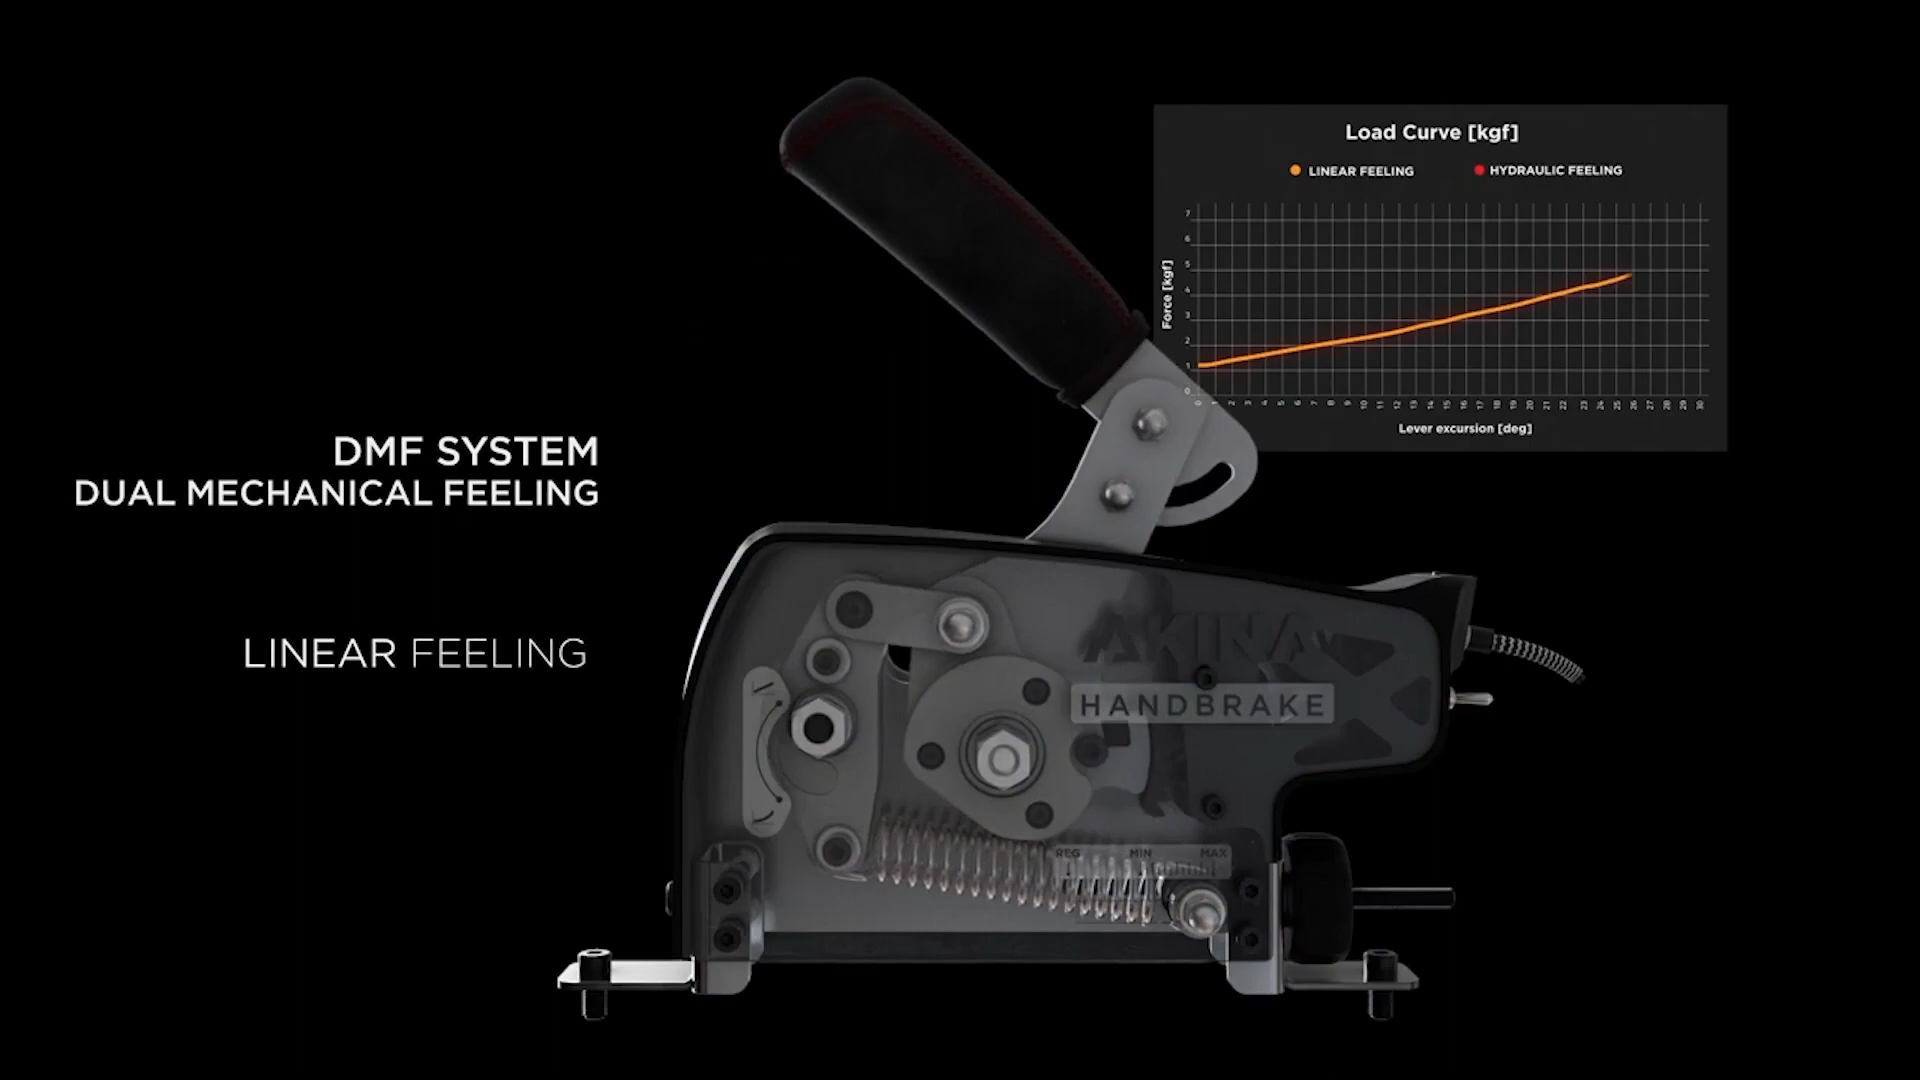 DMF SYSTEM
DUAL MECHANICAL FEELING
LINEAR FEELING
Load Curve [kgf]
LINEAR FEELING
HYDRAULIC FEELING
Force [kgf]
7
6
5
4
3
2
1
0
0 1 2 3 4 5 6 7 8 9 10 11 12 13 14 15 16 17 18 19 20 21 22 23 24 25 26 27 28 29 30
Lever excursion [deg]
AKINA
HANDBRAKE
REG MIN MAX